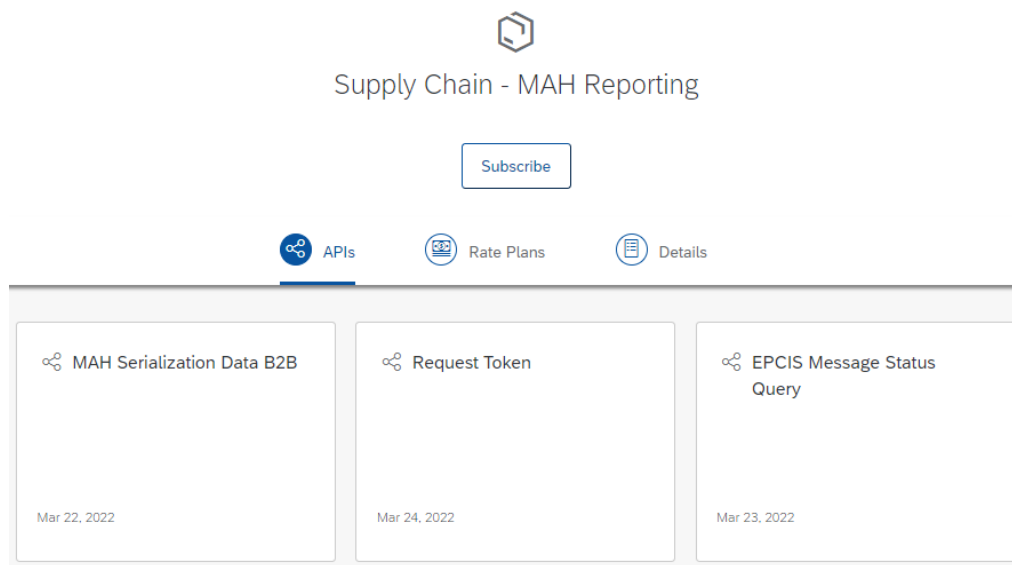 Supply Chain - MAH Reporting
Subscribe
APIs
Rate Plans
Details
MAH Serialization Data B2B
Mar 22, 2022
Request Token
Mar 24, 2022
EPCIS Message Status
Query
Mar 23, 2022